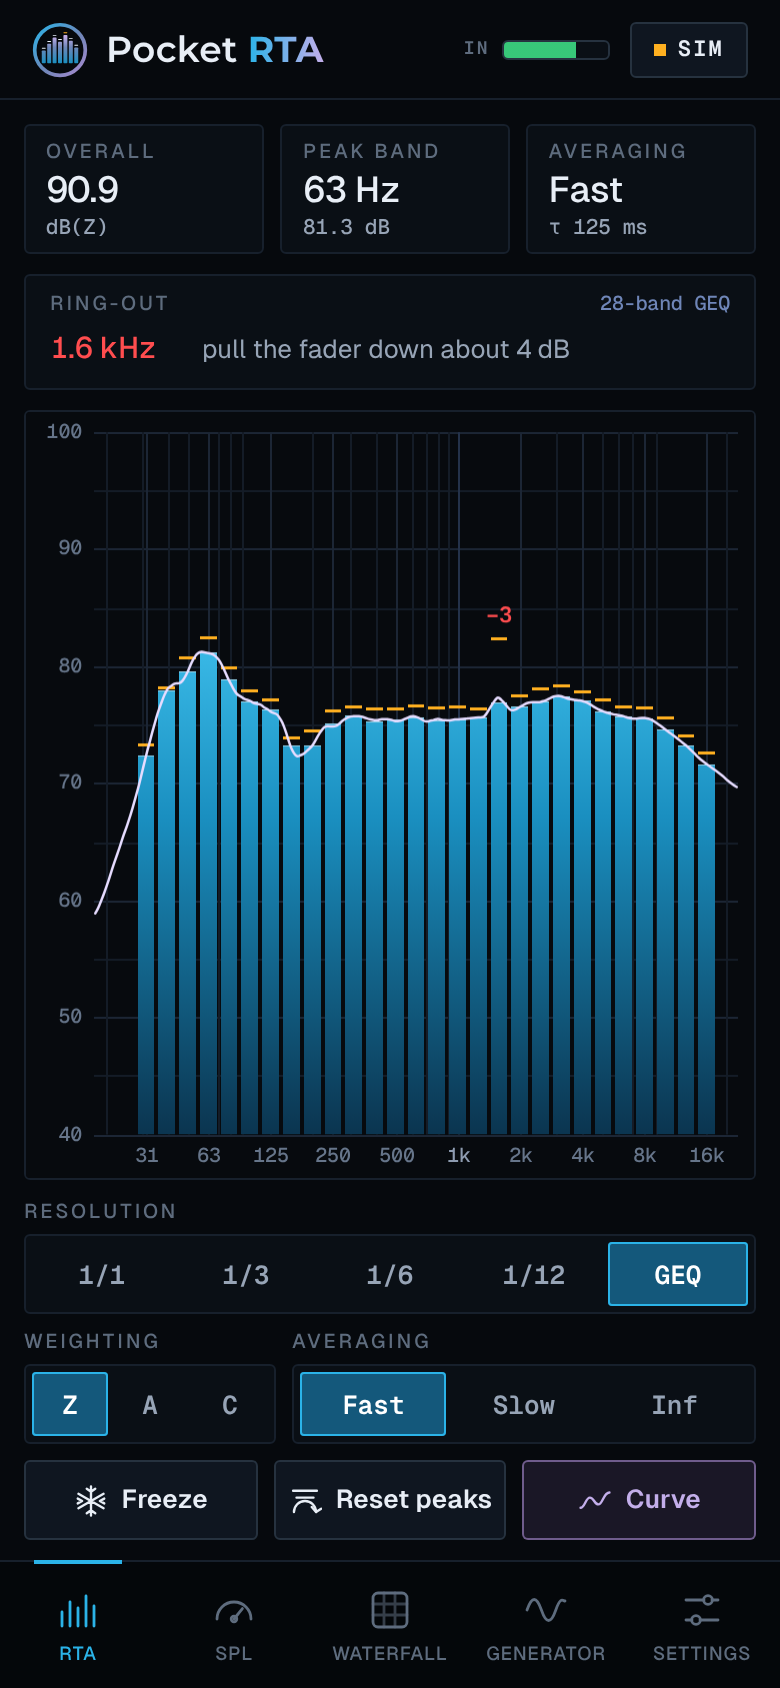 Pocket RTA
IN
SIM
OVERALL
90.9
dB(Z)
PEAK BAND
63 Hz
81.3 dB
AVERAGING
Fast
τ 125 ms
RING-OUT
28-band GEQ
1.6 kHz
pull the fader down about 4 dB
100
90
−3
80
70
60
50
40
31 63 125 250 500 1k 2k 4k 8k 16k
RESOLUTION
1/1 1/3 1/6 1/12 GEQ
WEIGHTING
Z A C
AVERAGING
Fast Slow Inf
Freeze
Reset peaks
Curve
RTA
SPL
WATERFALL
GENERATOR
SETTINGS